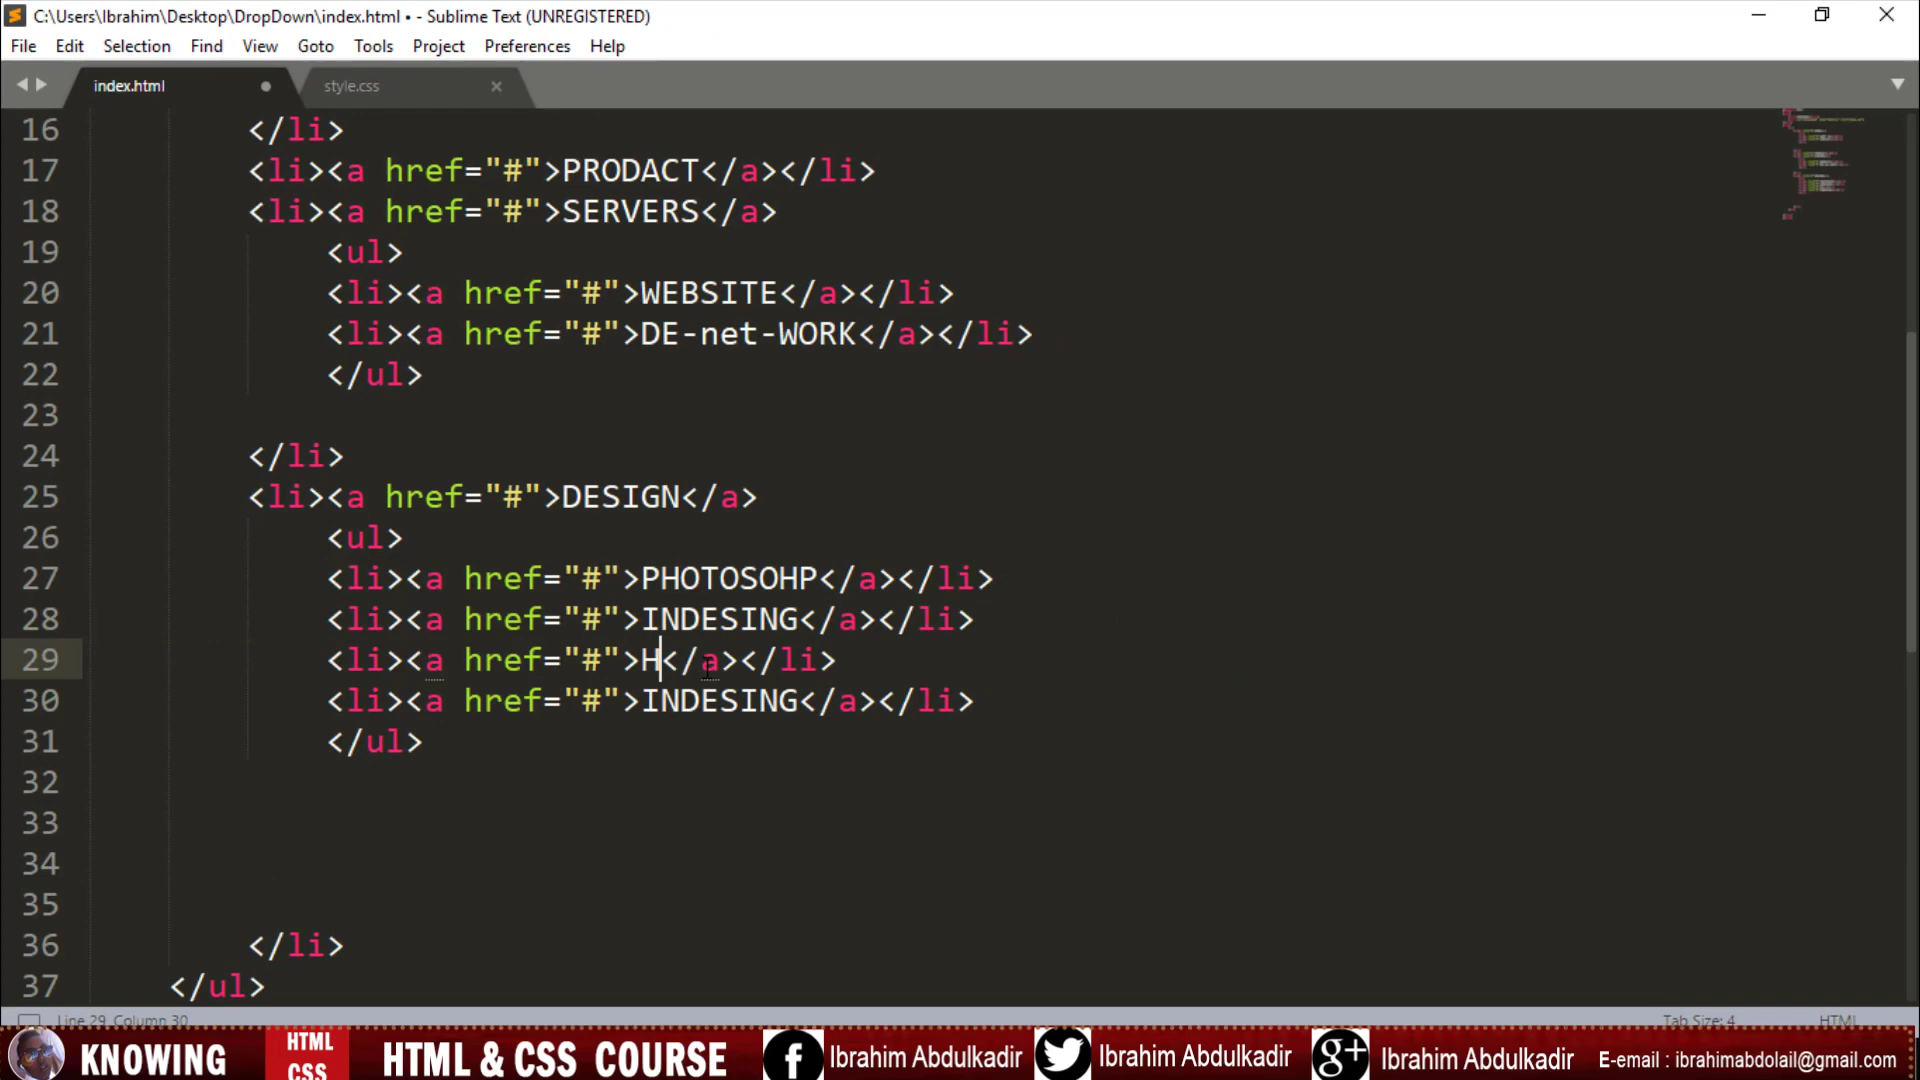 C:\Users\Ibrahim\Desktop\DropDown\index.html • - Sublime Text (UNREGISTERED)
File Edit Selection Find View Goto Tools Project Preferences Help
index.html style.css
16 </li>
17 <li><a href="#">PRODACT</a></li>
18 <li><a href="#">SERVERS</a>
19 <ul>
20 <li><a href="#">WEBSITE</a></li>
21 <li><a href="#">DE-net-WORK</a></li>
22 </ul>
23
24 </li>
25 <li><a href="#">DESIGN</a>
26 <ul>
27 <li><a href="#">PHOTOSOHP</a></li>
28 <li><a href="#">INDESING</a></li>
29 <li><a href="#">H</a></li>
30 <li><a href="#">INDESING</a></li>
31 </ul>
32
33
34
35
36 </li>
37 </ul>
Line 29, Column 30 Tab Size: 4 HTML
KNOWING HTML CSS HTML & CSS COURSE f Ibrahim Abdulkadir Ibrahim Abdulkadir g+ Ibrahim Abdulkadir E-email : ibrahimabdolail@gmail.com